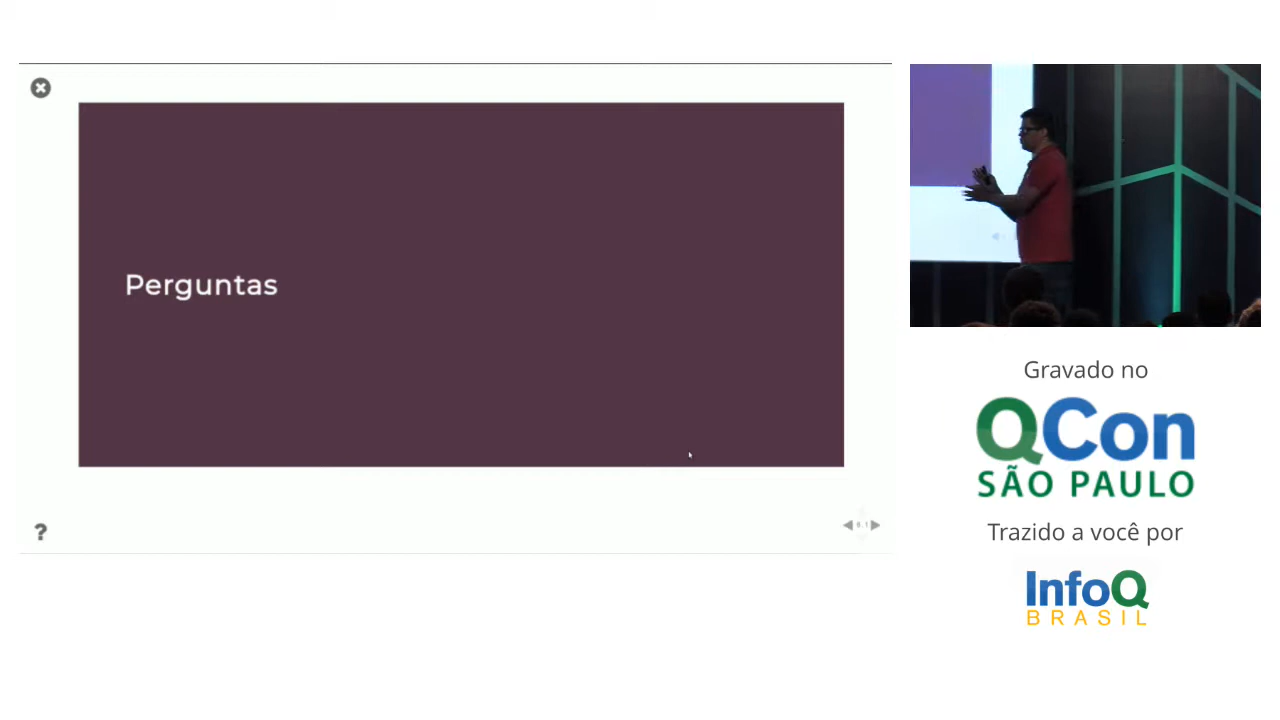 Perguntas
?
Gravado no
QCon
SÃO PAULO
Trazido a você por
InfoQ
BRASIL